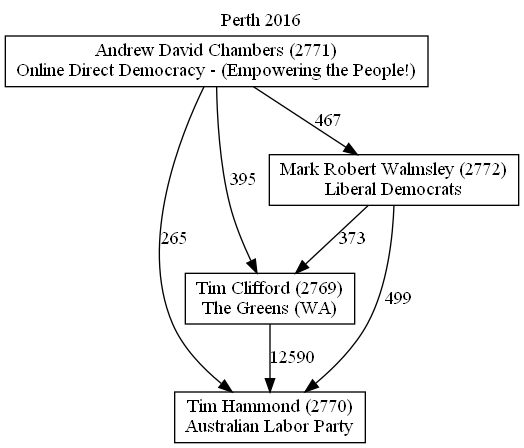 Perth 2016
Andrew David Chambers (2771)
Online Direct Democracy - (Empowering the People!)
467
Mark Robert Walmsley (2772)
Liberal Democrats
395
265
373
499
Tim Clifford (2769)
The Greens (WA)
12590
Tim Hammond (2770)
Australian Labor Party